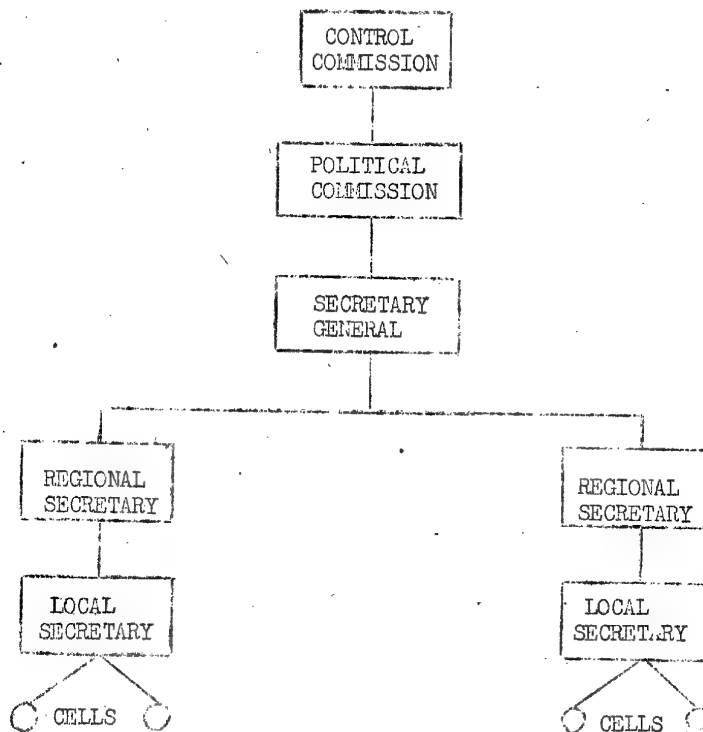 CONTROL
COMMISSION
POLITICAL
COMMISSION
SECRETARY
GENERAL
REGIONAL
SECRETARY
REGIONAL
SECRETARY
LOCAL
SECRETARY
LOCAL
SECRETARY
CELLS
CELLS